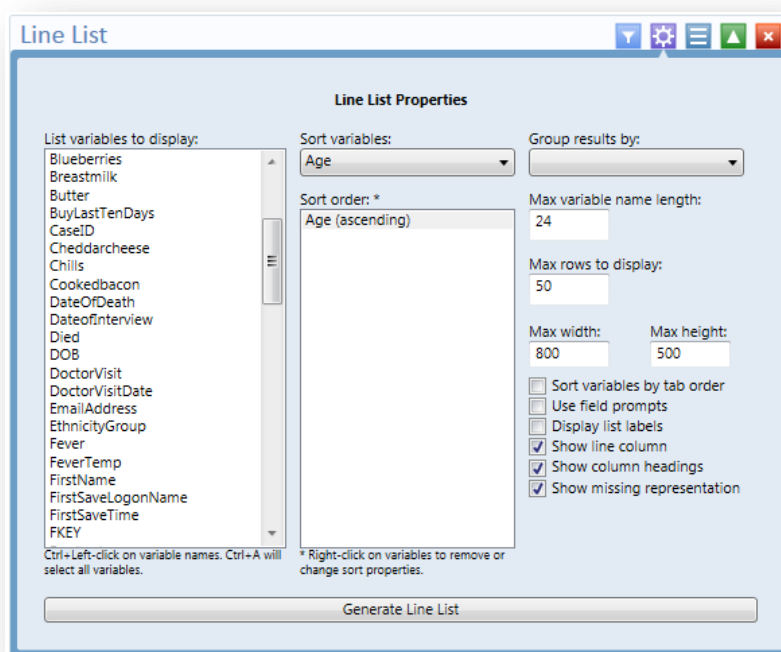 Line List
Line List Properties
List variables to display:
Blueberries
Breastmilk
Butter
BuyLastTenDays
CaseID
Cheddarcheese
Chills
Cookedbacon
DateOfDeath
DateofInterview
Died
DOB
DoctorVisit
DoctorVisitDate
EmailAddress
EthnicityGroup
Fever
FeverTemp
FirstName
FirstSaveLogonName
FirstSaveTime
FKEY
Ctrl+Left-click on variable names. Ctrl+A will
select all variables.
Sort variables:
Age
Sort order: *
Age (ascending)
* Right-click on variables to remove or
change sort properties.
Group results by:
Max variable name length:
24
Max rows to display:
50
Max width: Max height:
800 500
Sort variables by tab order
Use field prompts
Display list labels
Show line column
Show column headings
Show missing representation
Generate Line List